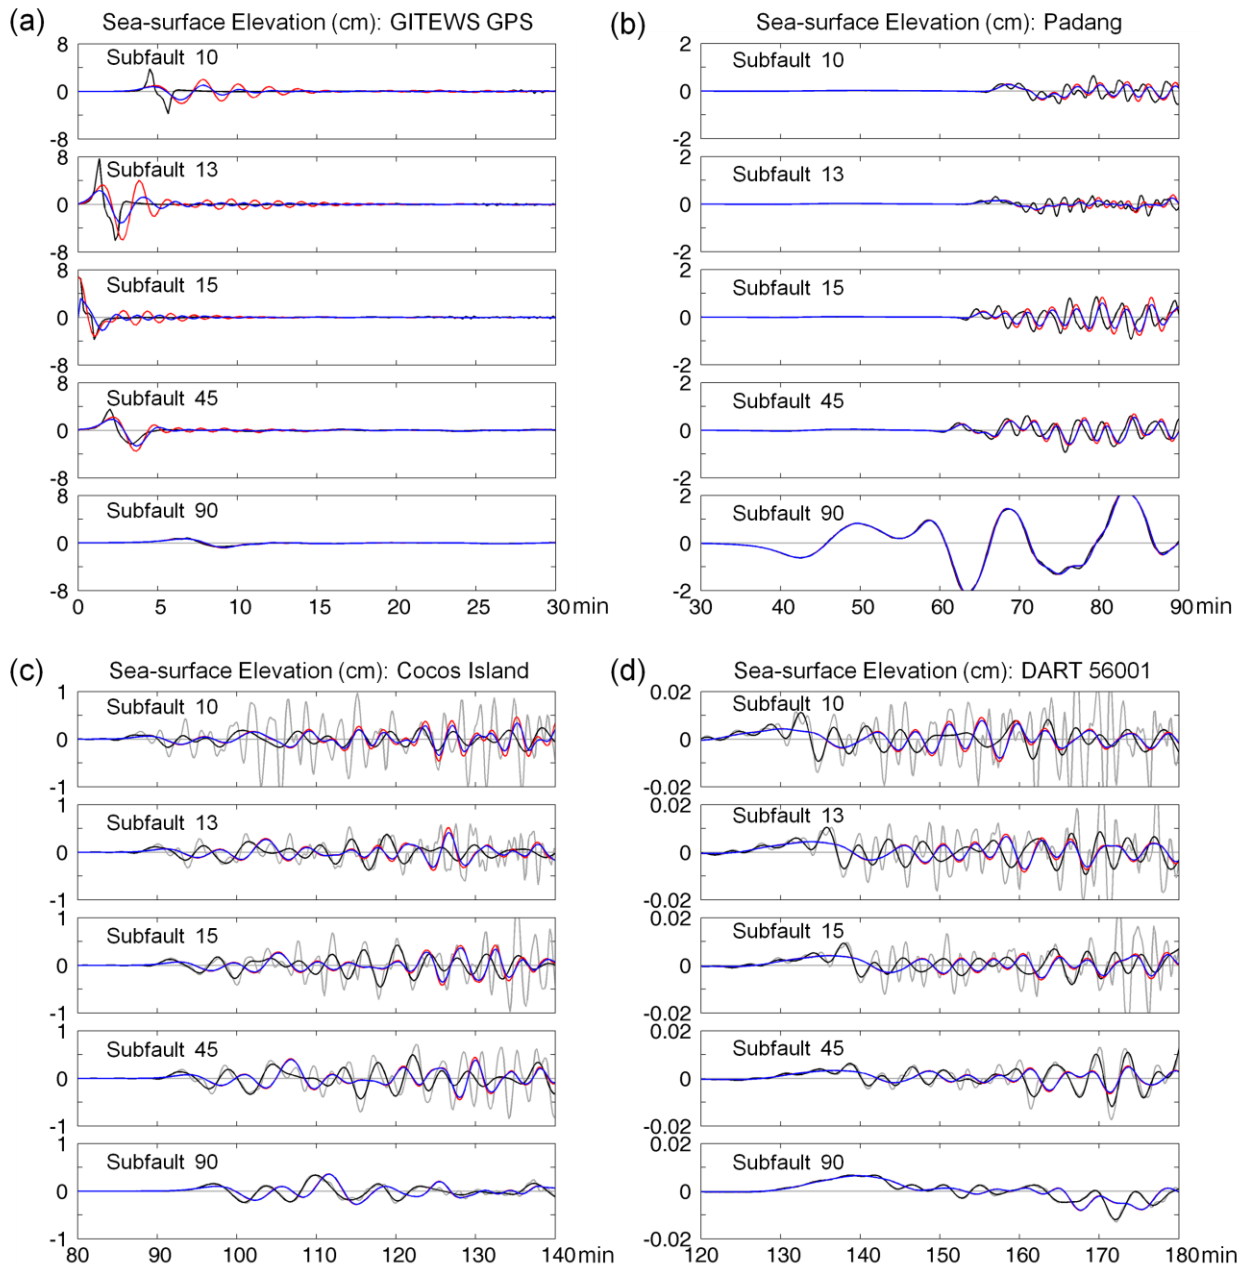 (a) Sea-surface Elevation (cm): GITEWS GPS
8
Subfault 10
0
-8
8
Subfault 13
0
-8
8
Subfault 15
0
-8
8
Subfault 45
0
-8
8
Subfault 90
0
-8
0 5 10 15 20 25 30 min
(b) Sea-surface Elevation (cm): Padang
2
Subfault 10
0
-2
2
Subfault 13
0
-2
2
Subfault 15
0
-2
2
Subfault 45
0
-2
2
Subfault 90
0
-2
30 40 50 60 70 80 90 min
(c) Sea-surface Elevation (cm): Cocos Island
1
Subfault 10
0
-1
1
Subfault 13
0
-1
1
Subfault 15
0
-1
1
Subfault 45
0
-1
1
Subfault 90
0
-1
80 90 100 110 120 130 140 min
(d) Sea-surface Elevation (cm): DART 56001
0.02
Subfault 10
0
-0.02
0.02
Subfault 13
0
-0.02
0.02
Subfault 15
0
-0.02
0.02
Subfault 45
0
-0.02
0.02
Subfault 90
0
-0.02
120 130 140 150 160 170 180 min